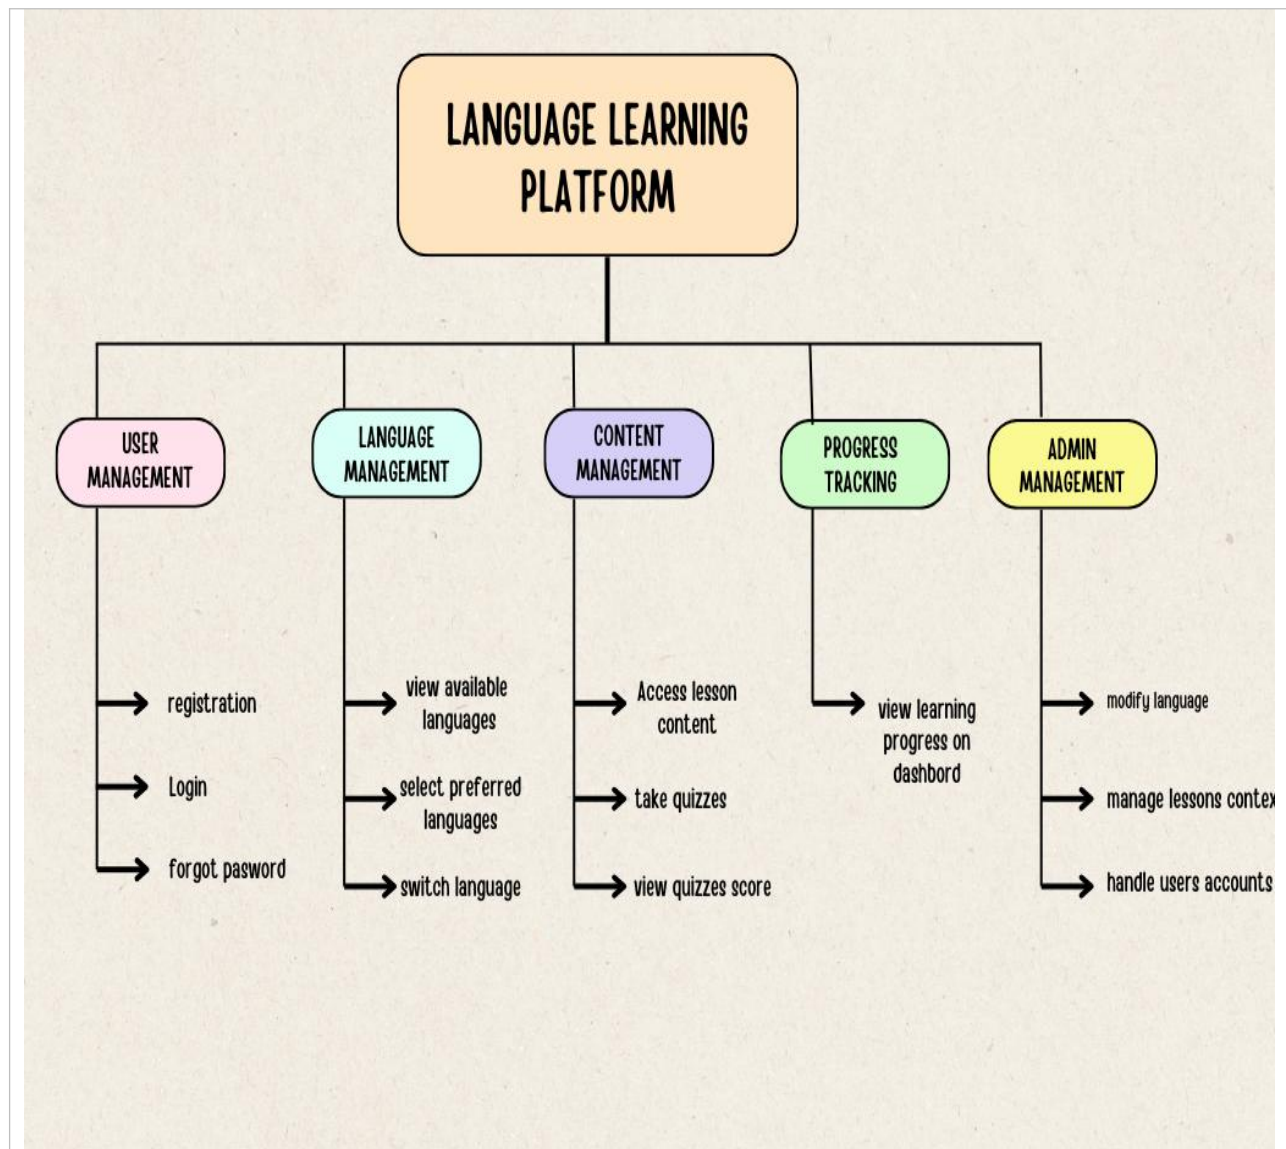 LANGUAGE LEARNING
PLATFORM
USER
MANAGEMENT
LANGUAGE
MANAGEMENT
CONTENT
MANAGEMENT
PROGRESS
TRACKING
ADMIN
MANAGEMENT
registration
Login
forgot pasword
view available
languages
select preferred
languages
switch language
Access lesson
content
take quizzes
view quizzes score
view learning
progress on
dashbord
modify language
manage lessons
handle users accounts